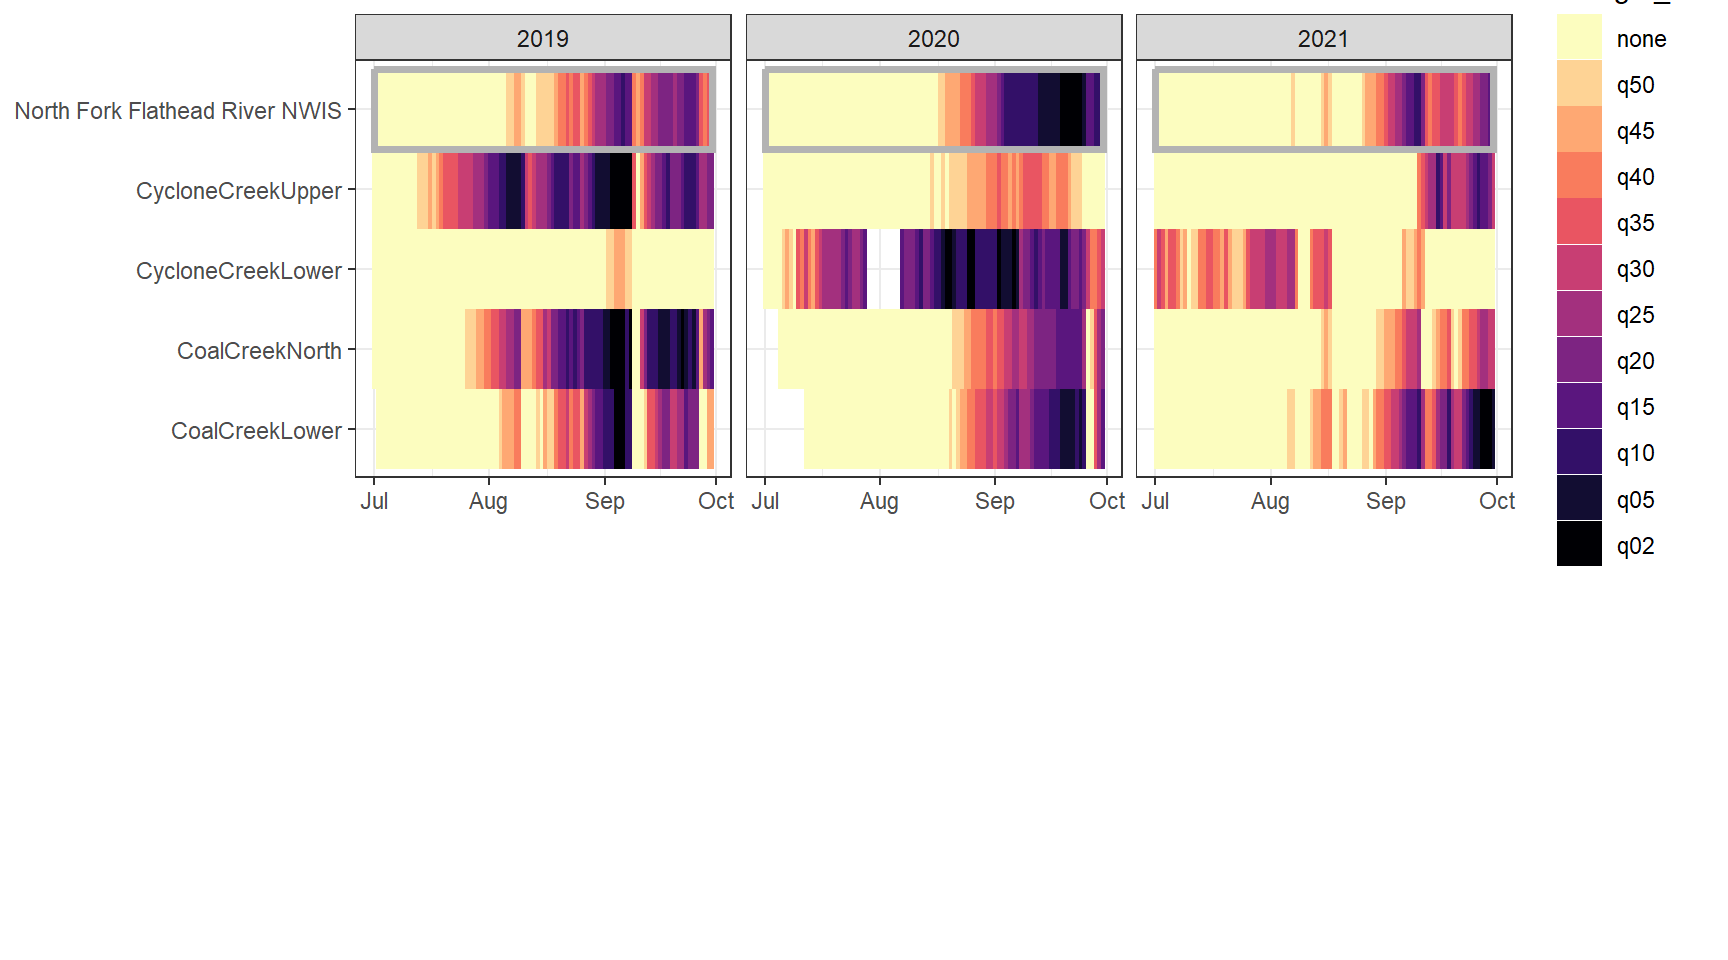 2019 2020 2021
none
q50
q45
q40
q35
q30
q25
q20
q15
q10
q05
q02
North Fork Flathead River NWIS
CycloneCreekUpper
CycloneCreekLower
CoalCreekNorth
CoalCreekLower
Jul Aug Sep Oct Jul Aug Sep Oct Jul Aug Sep Oct